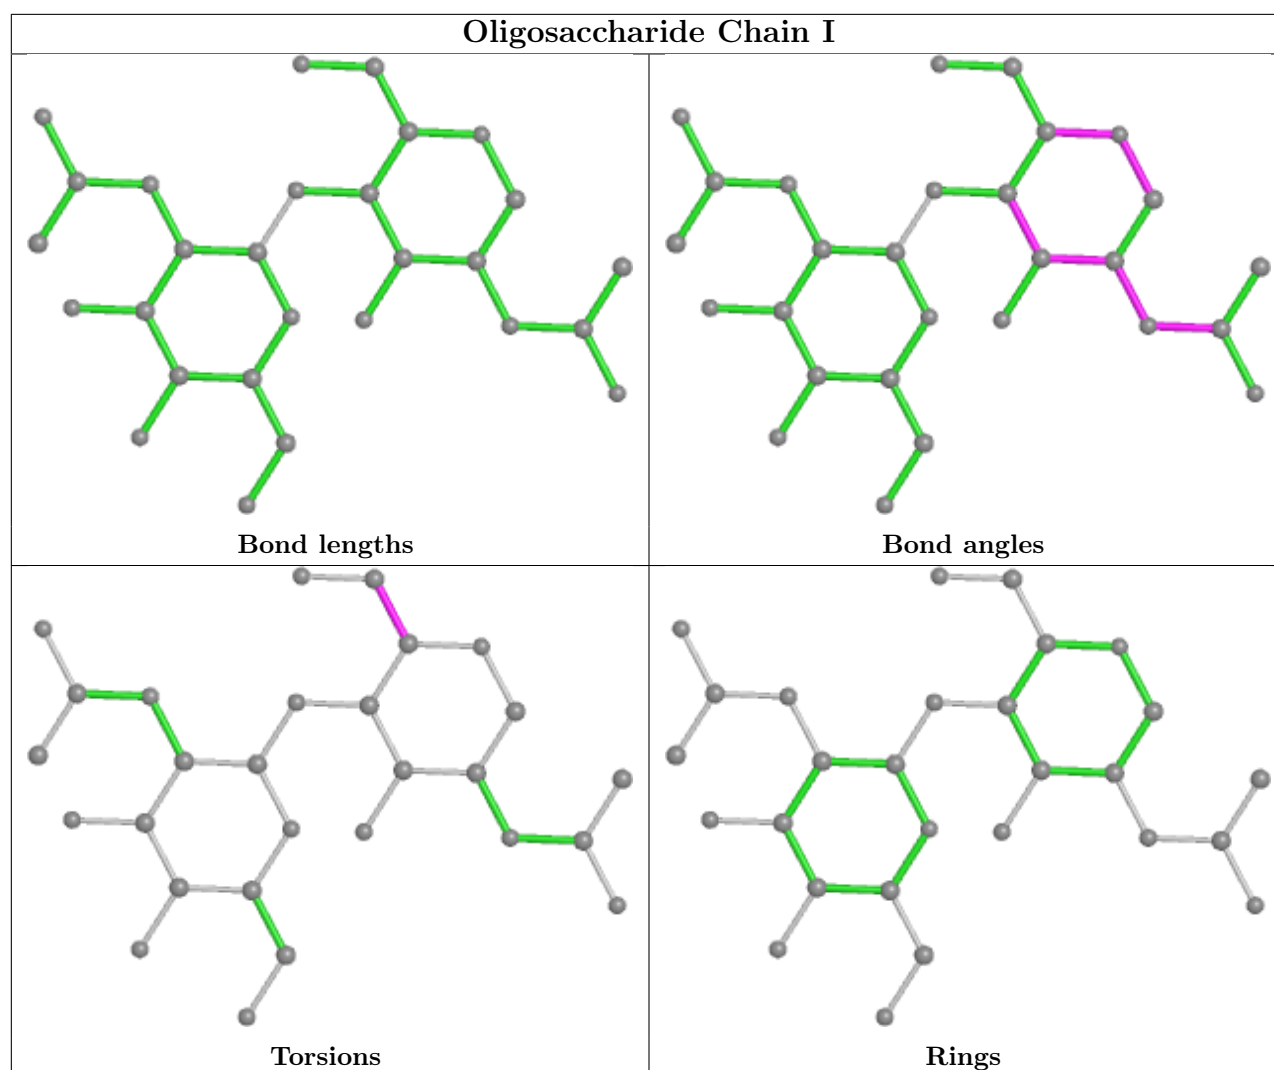 Oligosaccharide Chain I
Bond lengths
Bond angles
Torsions
Rings